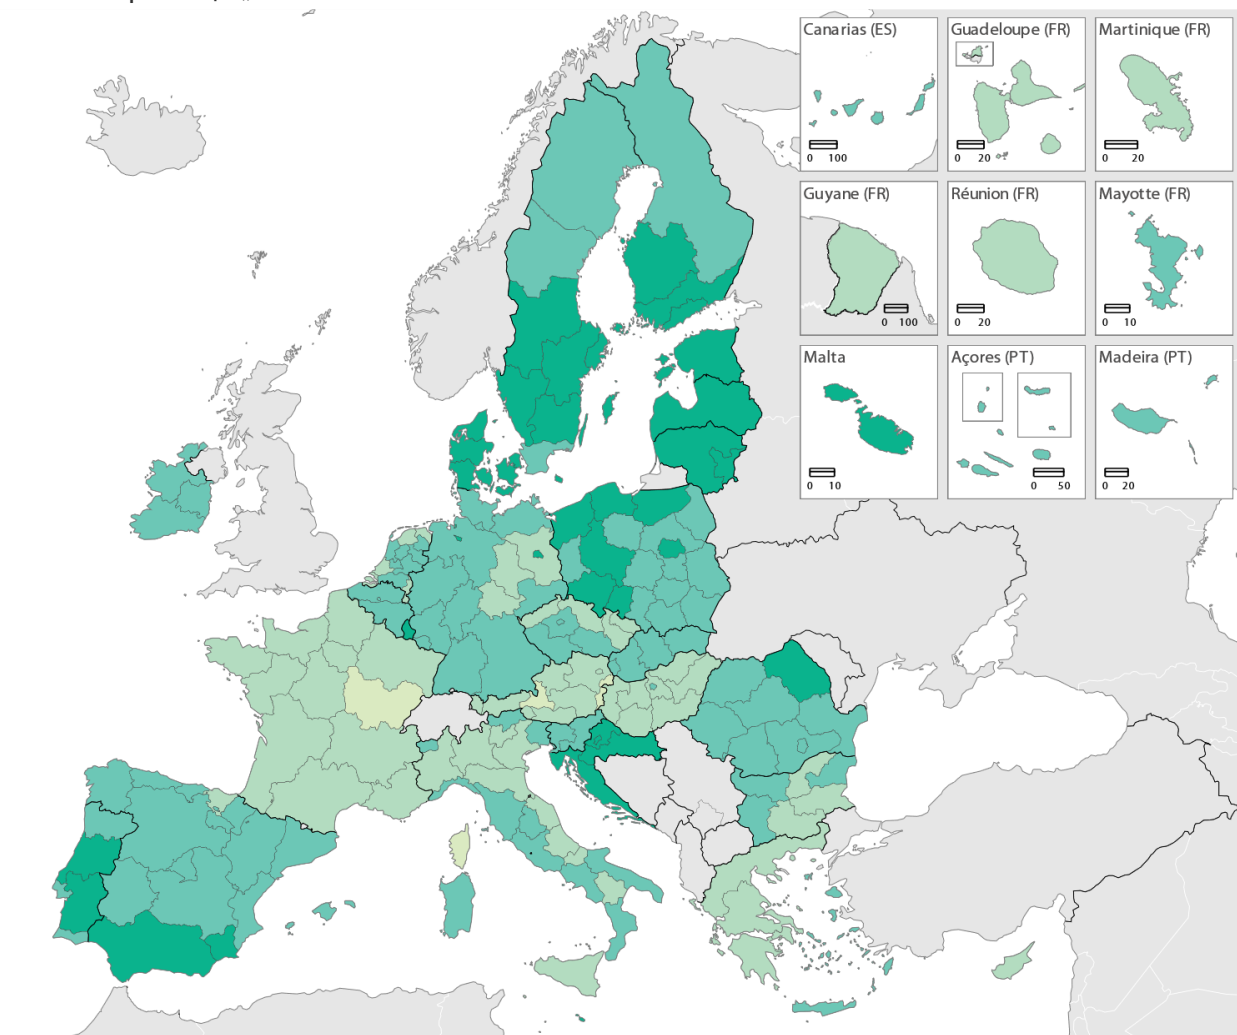 Canarias (ES)
0 100
Guadeloupe (FR)
0 20
Martinique (FR)
0 20
Guyane (FR)
0 100
Réunion (FR)
0 20
Mayotte (FR)
0 10
Malta
0 10
Açores (PT)
0 50
Madeira (PT)
0 20